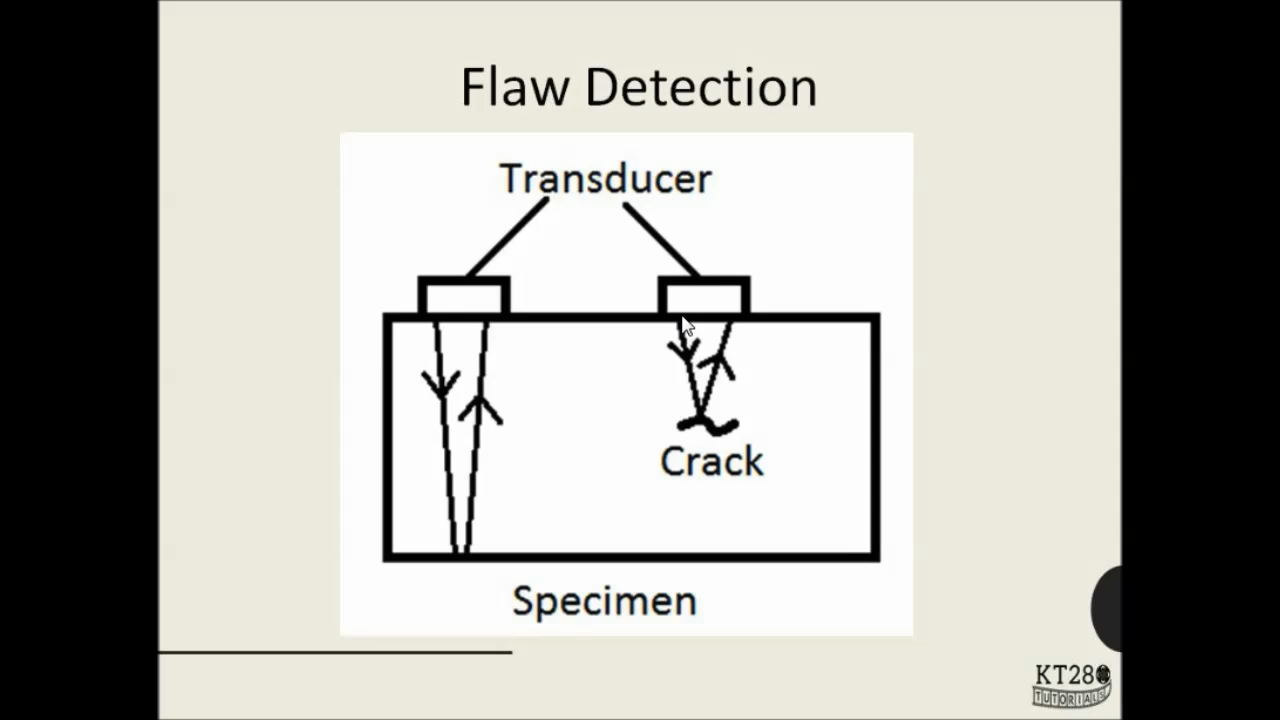 Flaw Detection
Transducer
Crack
Specimen
KT280
TUTORIALS